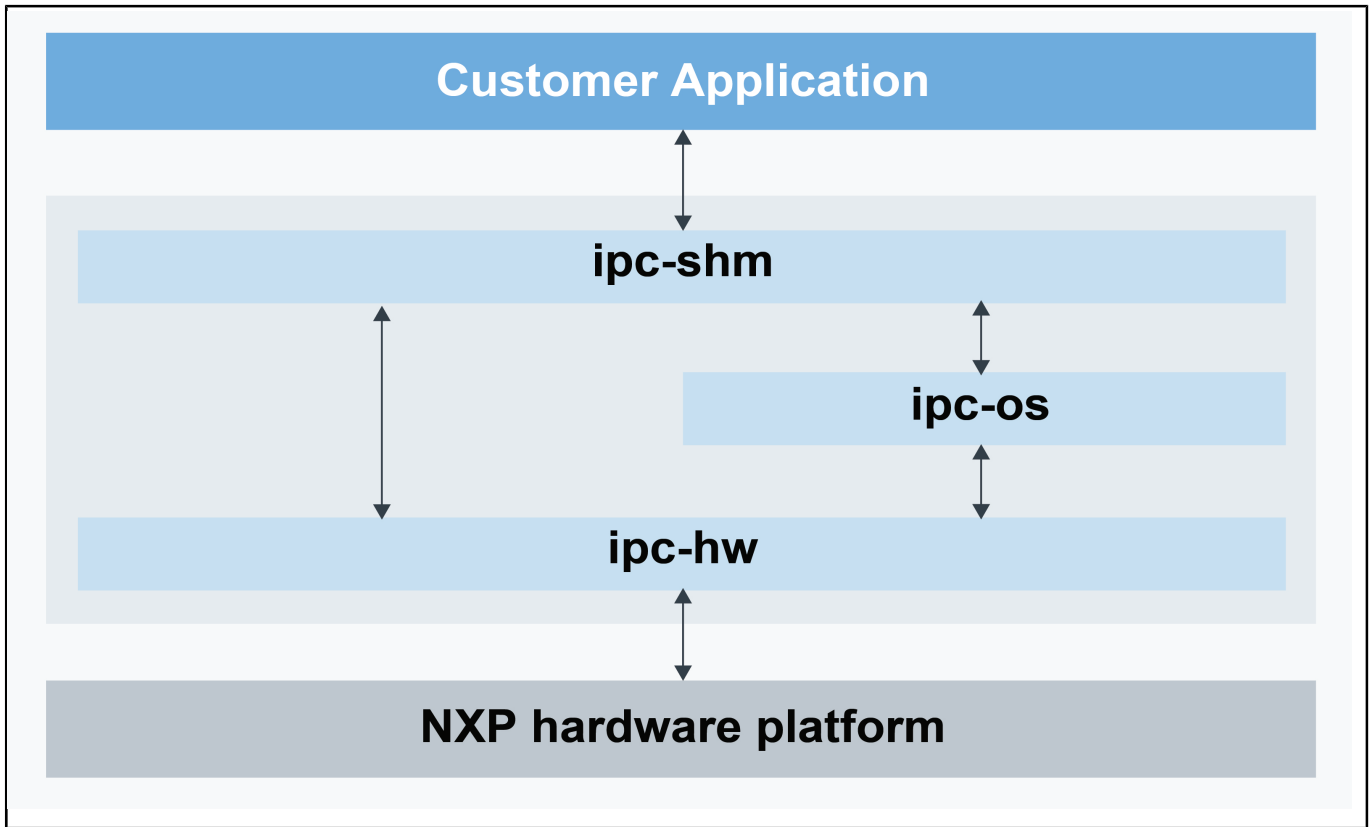 Customer Application
ipc-shm
ipc-os
ipc-hw
NXP hardware platform